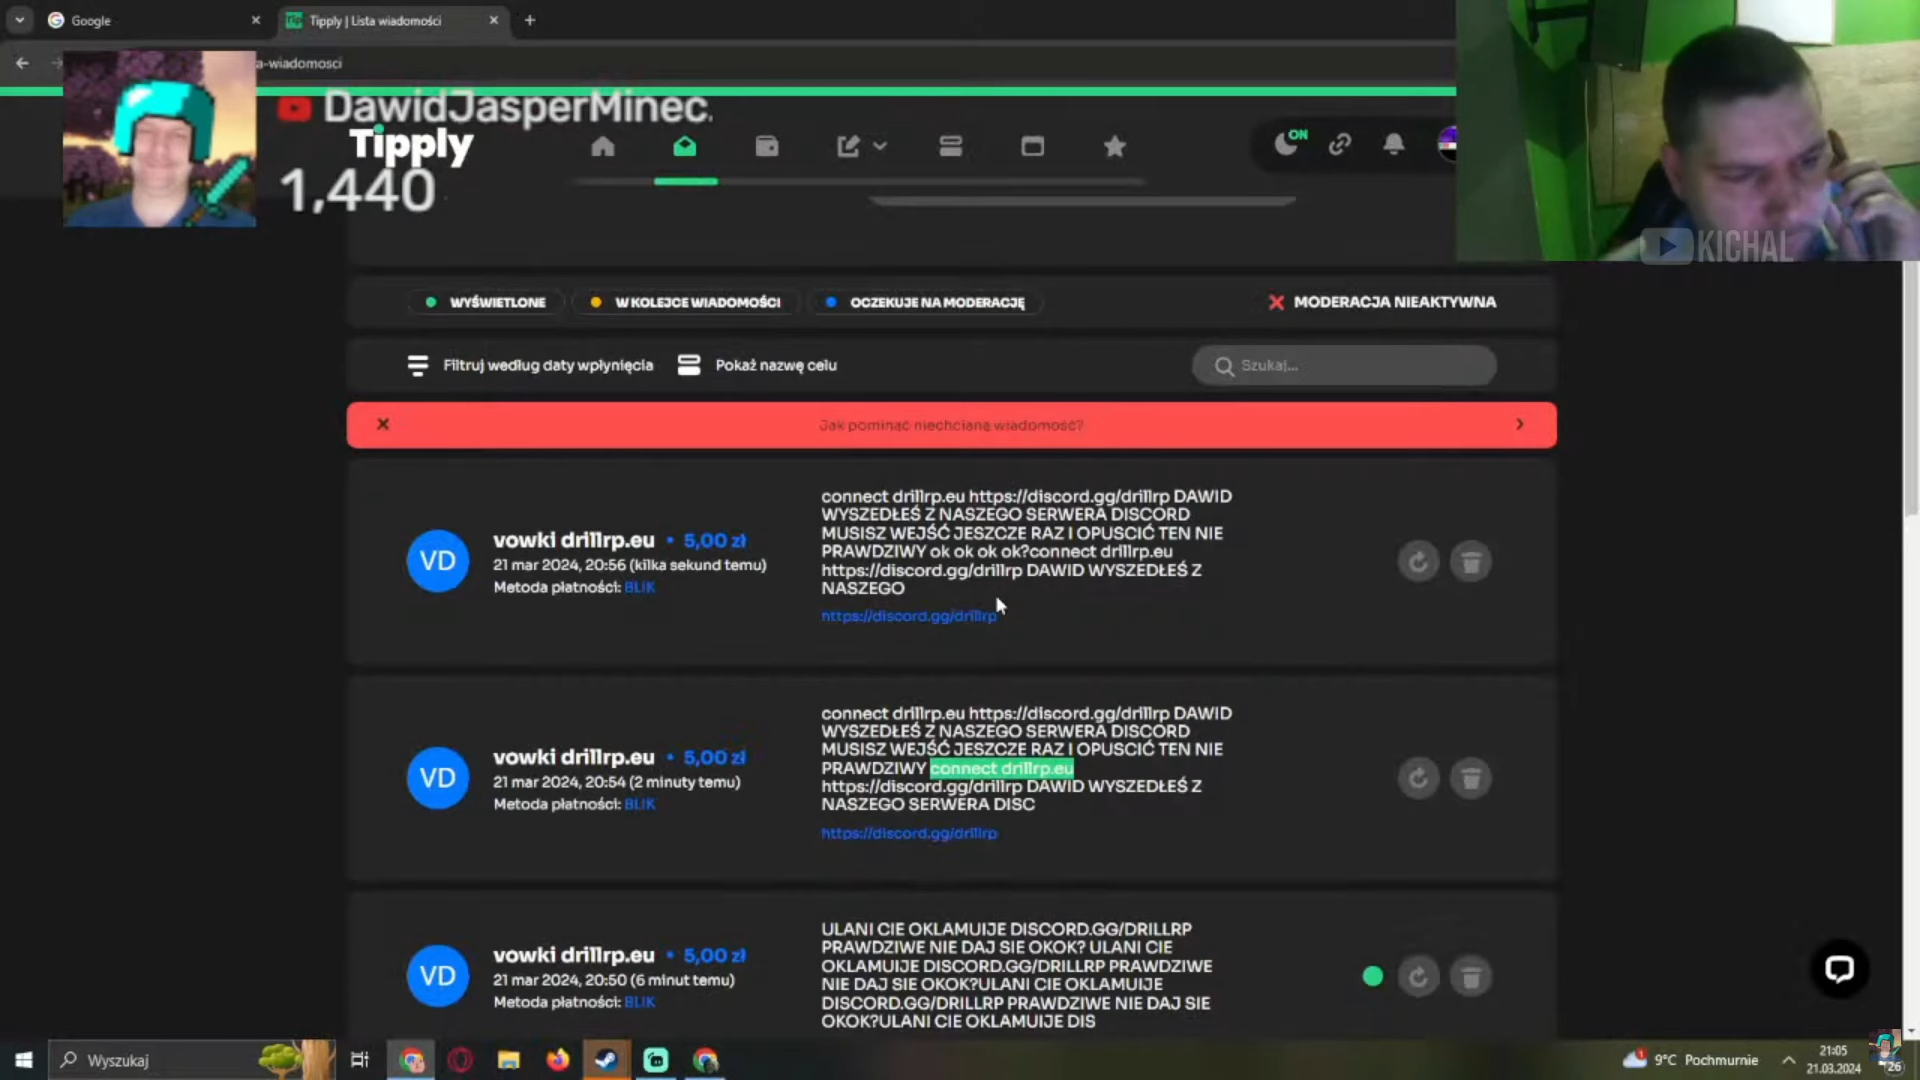 Google
Tipply | Lista wiadomości
a-wiadomosci
DawidJasperMinec.
1,440
Tipply
ON
KICHAL
WYŚWIETLONE
W KOLEJCE WIADOMOŚCI
OCZEKUJE NA MODERACJĘ
MODERACJA NIEAKTYWNA
Filtruj według daty wpłynięcia
Pokaż nazwę celu
Szukaj...
Jak pominąć niechcianą wiadomość?
VD
vowki drillrp.eu • 5,00 zł
21 mar 2024, 20:56 (kilka sekund temu)
Metoda płatności: BLIK
connect drillrp.eu https://discord.gg/drillrp DAWID
WYSZEDŁEŚ Z NASZEGO SERWERA DISCORD
MUSISZ WEJŚĆ JESZCZE RAZ I OPUSCIĆ TEN NIE
PRAWDZIWY ok ok ok ok?connect drillrp.eu
https://discord.gg/drillrp DAWID WYSZEDŁEŚ Z
NASZEGO
https://discord.gg/drillrp
VD
vowki drillrp.eu • 5,00 zł
21 mar 2024, 20:54 (2 minuty temu)
Metoda płatności: BLIK
connect drillrp.eu https://discord.gg/drillrp DAWID
WYSZEDŁEŚ Z NASZEGO SERWERA DISCORD
MUSISZ WEJŚĆ JESZCZE RAZ I OPUSCIĆ TEN NIE
PRAWDZIWY connect drillrp.eu
https://discord.gg/drillrp DAWID WYSZEDŁEŚ Z
NASZEGO SERWERA DISC
https://discord.gg/drillrp
VD
vowki drillrp.eu • 5,00 zł
21 mar 2024, 20:50 (6 minut temu)
Metoda płatności: BLIK
ULANI CIE OKLAMUIJE DISCORD.GG/DRILLRP
PRAWDZIWE NIE DAJ SIE OKOK? ULANI CIE
OKLAMUIJE DISCORD.GG/DRILLRP PRAWDZIWE
NIE DAJ SIE OKOK?ULANI CIE OKLAMUIJE
DISCORD.GG/DRILLRP PRAWDZIWE NIE DAJ SIE
OKOK?ULANI CIE OKLAMUIJE DIS
Wyszukaj
9°C Pochmurnie
21:05
21.03.2024
26